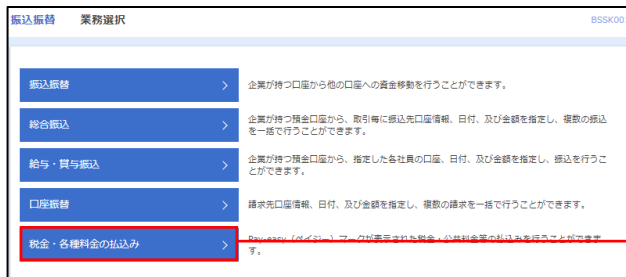 振込振替 業務選択 BSSK00
振込振替 > 企業が持つ口座から他の口座への資金移動を行うことができます。
総合振込 > 企業が持つ預金口座から、取引毎に振込先口座情報、日付、及び金額を指定し、複数の振込
を一括で行うことができます。
給与・賞与振込 > 企業が持つ預金口座から、指定した各社員の口座、日付、及び金額を指定し、振込を行うこ
とができます。
口座振替 > 請求先口座情報、日付、及び金額を指定し、複数の請求を一括で行うことができます。
税金・各種料金の払込み > Pay-easy（ペイジー）マークが表示された税金・公共料金等の払込みを行うことができま
す。